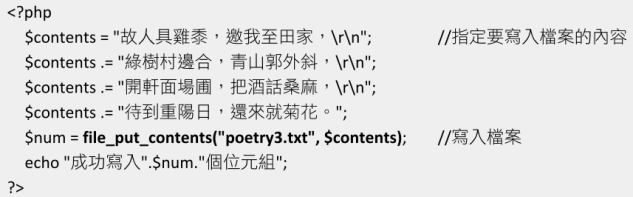 <?php
$contents = "故人具雞黍，邀我至田家，\r\n"; //指定要寫入檔案的內容
$contents .= "綠樹村邊合，青山郭外斜，\r\n";
$contents .= "開軒面場圃，把酒話桑麻，\r\n";
$contents .= "待到重陽日，還來就菊花。";
$num = file_put_contents("poetry3.txt", $contents); //寫入檔案
echo "成功寫入".$num."個位元組";
?>